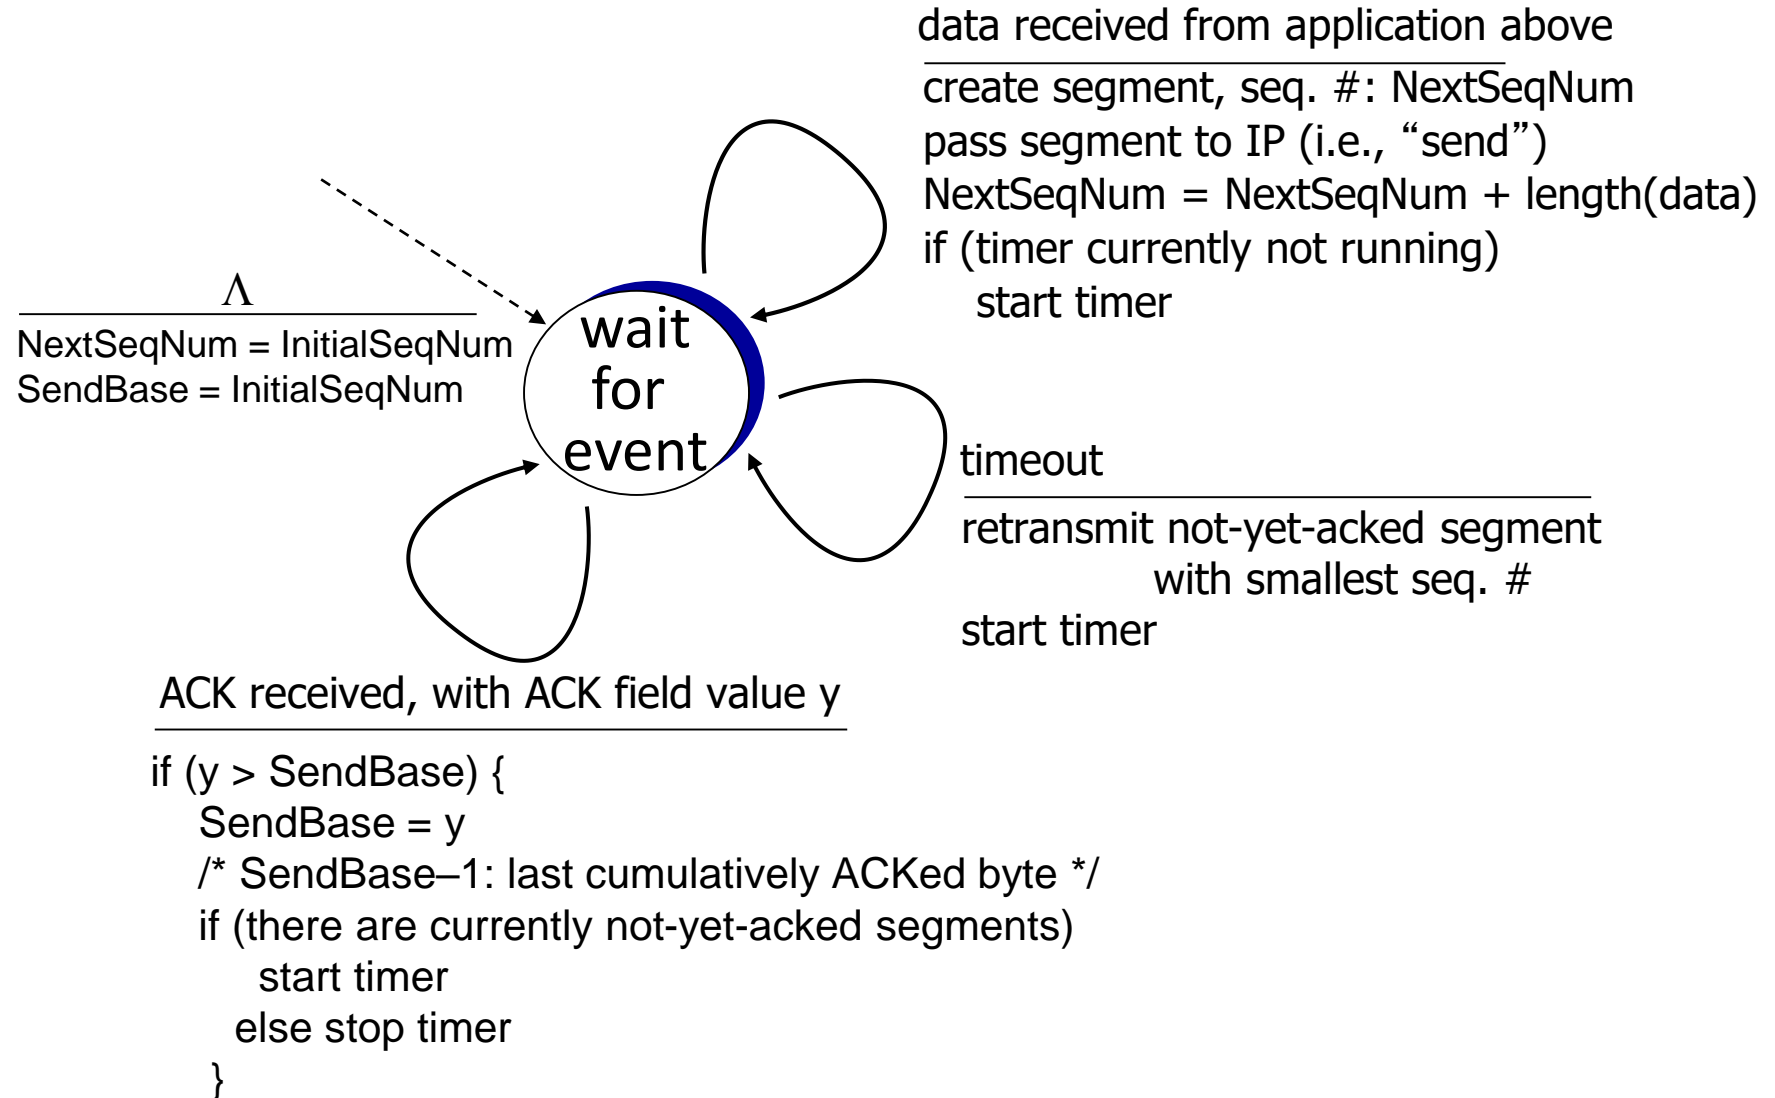 data received from application above
create segment, seq. #: NextSeqNum
pass segment to IP (i.e., “send”)
NextSeqNum = NextSeqNum + length(data)
if (timer currently not running)
start timer
Λ
NextSeqNum = InitialSeqNum
SendBase = InitialSeqNum
wait
for
event
timeout
retransmit not-yet-acked segment
with smallest seq. #
start timer
ACK received, with ACK field value y
if (y > SendBase) {
SendBase = y
/* SendBase–1: last cumulatively ACKed byte */
if (there are currently not-yet-acked segments)
start timer
else stop timer
}